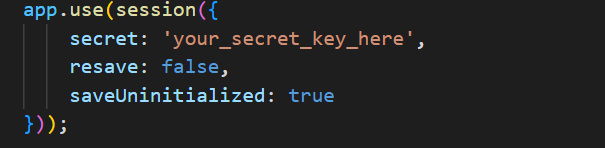 app.use(session({
    secret: 'your_secret_key_here',
    resave: false,
    saveUninitialized: true
}));